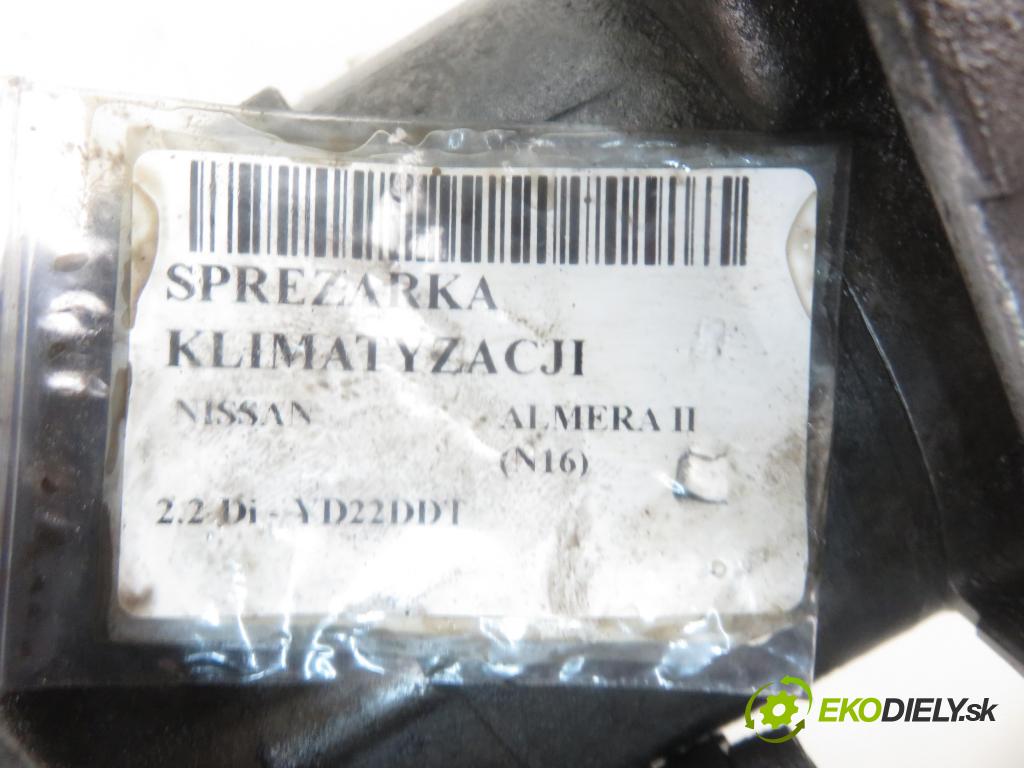 SPREZARKA
KLIMATYZACJI
NISSAN ALMERA II
(N16)
2.2 Di - YD22DDT
EKODIELY.sk